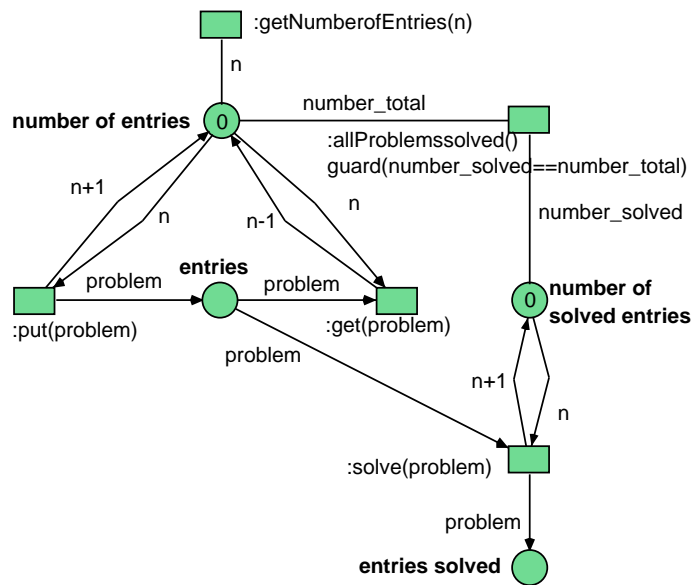 :getNumberofEntries(n)
n
number_total
number of entries
0
:allProblemssolved()
guard(number_solved==number_total)
n+1
n
n-1
n
number_solved
entries
problem
problem
0
number of
solved entries
:put(problem)
:get(problem)
problem
n+1
n
:solve(problem)
problem
entries solved